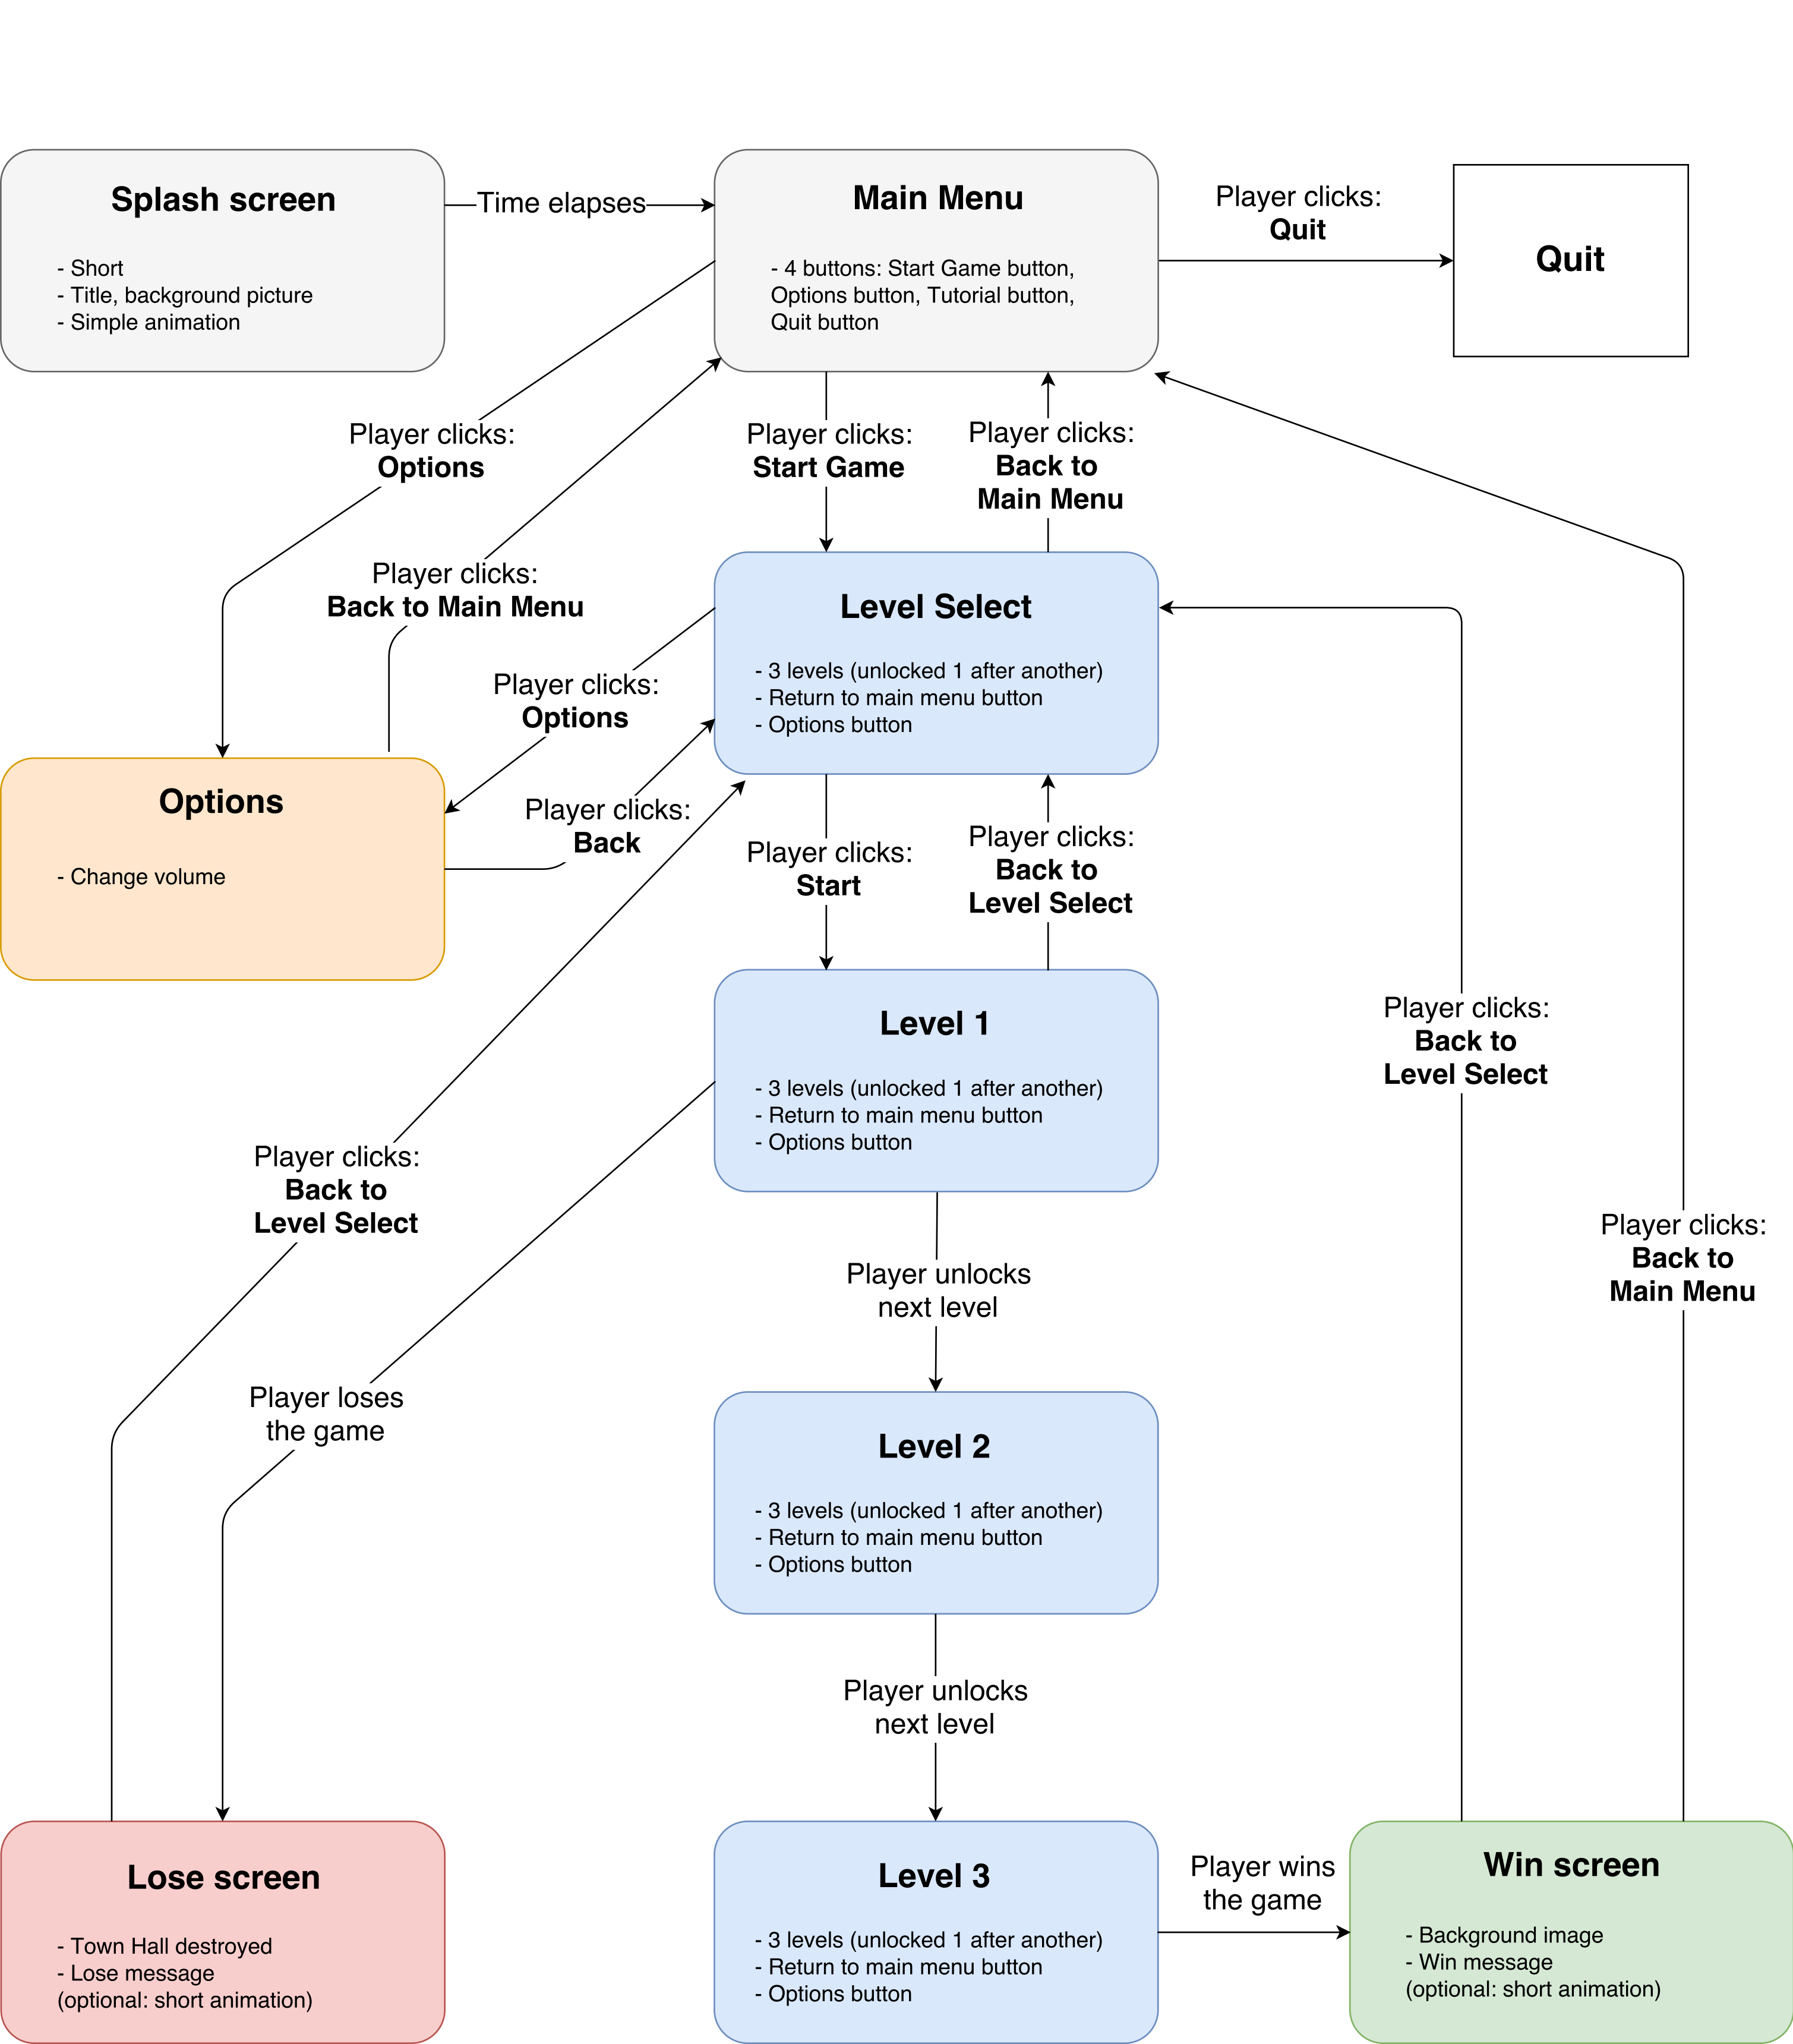 Splash screen
- Short
- Title, background picture
- Simple animation
Time elapses
Main Menu
- 4 buttons: Start Game button,
Options button, Tutorial button,
Quit button
Player clicks:
Quit
Quit
Player clicks:
Options
Player clicks:
Start Game
Player clicks:
Back to
Main Menu
Player clicks:
Back to Main Menu
Level Select
- 3 levels (unlocked 1 after another)
- Return to main menu button
- Options button
Player clicks:
Options
Options
- Change volume
Player clicks:
Back
Player clicks:
Start
Player clicks:
Back to
Level Select
Level 1
- 3 levels (unlocked 1 after another)
- Return to main menu button
- Options button
Player clicks:
Back to
Level Select
Player clicks:
Back to
Level Select
Player clicks:
Back to
Main Menu
Player unlocks
next level
Player loses
the game
Level 2
- 3 levels (unlocked 1 after another)
- Return to main menu button
- Options button
Player unlocks
next level
Lose screen
- Town Hall destroyed
- Lose message
(optional: short animation)
Level 3
- 3 levels (unlocked 1 after another)
- Return to main menu button
- Options button
Player wins
the game
Win screen
- Background image
- Win message
(optional: short animation)